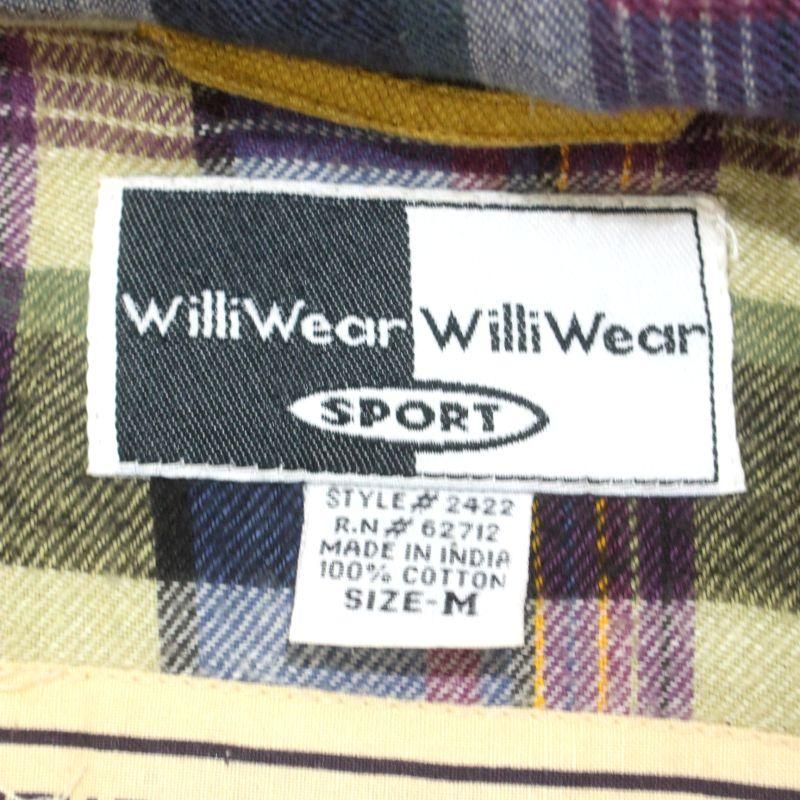 WilliWear WilliWear
SPORT
STYLE # 2422
R.N # 62712
MADE IN INDIA
100% COTTON
SIZE-M